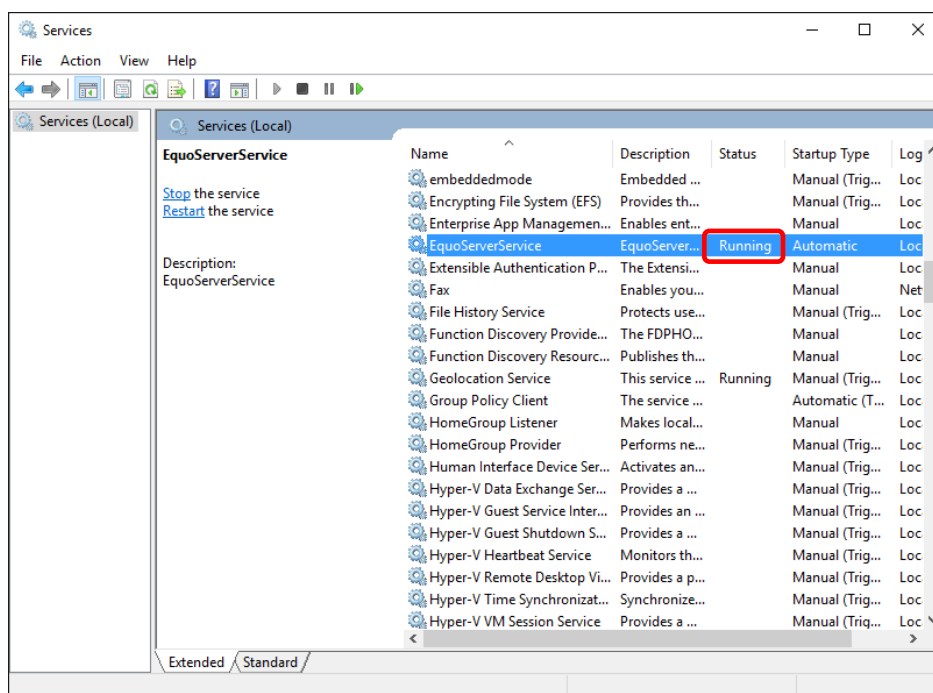 Services
File Action View Help
Services (Local)
Services (Local)
EquoServerService
Stop the service
Restart the service
Description:
EquoServerService
Name Description Status Startup Type Log
embeddedmode Embedded ... Manual (Trig... Loc
Encrypting File System (EFS) Provides th... Manual (Trig... Loc
Enterprise App Managemen... Enables ent... Manual Loc
EquoServerService EquoServer... Running Automatic Loc
Extensible Authentication P... The Extensi... Manual Loc
Fax Enables you... Manual Net
File History Service Protects use... Manual (Trig... Loc
Function Discovery Provide... The FDPHO... Manual Loc
Function Discovery Resourc... Publishes th... Manual Loc
Geolocation Service This service ... Running Manual (Trig... Loc
Group Policy Client The service ... Automatic (T... Loc
HomeGroup Listener Makes local... Manual Loc
HomeGroup Provider Performs ne... Manual (Trig... Loc
Human Interface Device Ser... Activates an... Manual (Trig... Loc
Hyper-V Data Exchange Ser... Provides a ... Manual (Trig... Loc
Hyper-V Guest Service Inter... Provides an ... Manual (Trig... Loc
Hyper-V Guest Shutdown S... Provides a ... Manual (Trig... Loc
Hyper-V Heartbeat Service Monitors th... Manual (Trig... Loc
Hyper-V Remote Desktop Vi... Provides a p... Manual (Trig... Loc
Hyper-V Time Synchronizat... Synchronize... Manual (Trig... Loc
Hyper-V VM Session Service Provides a ... Manual (Trig... Loc
Extended Standard